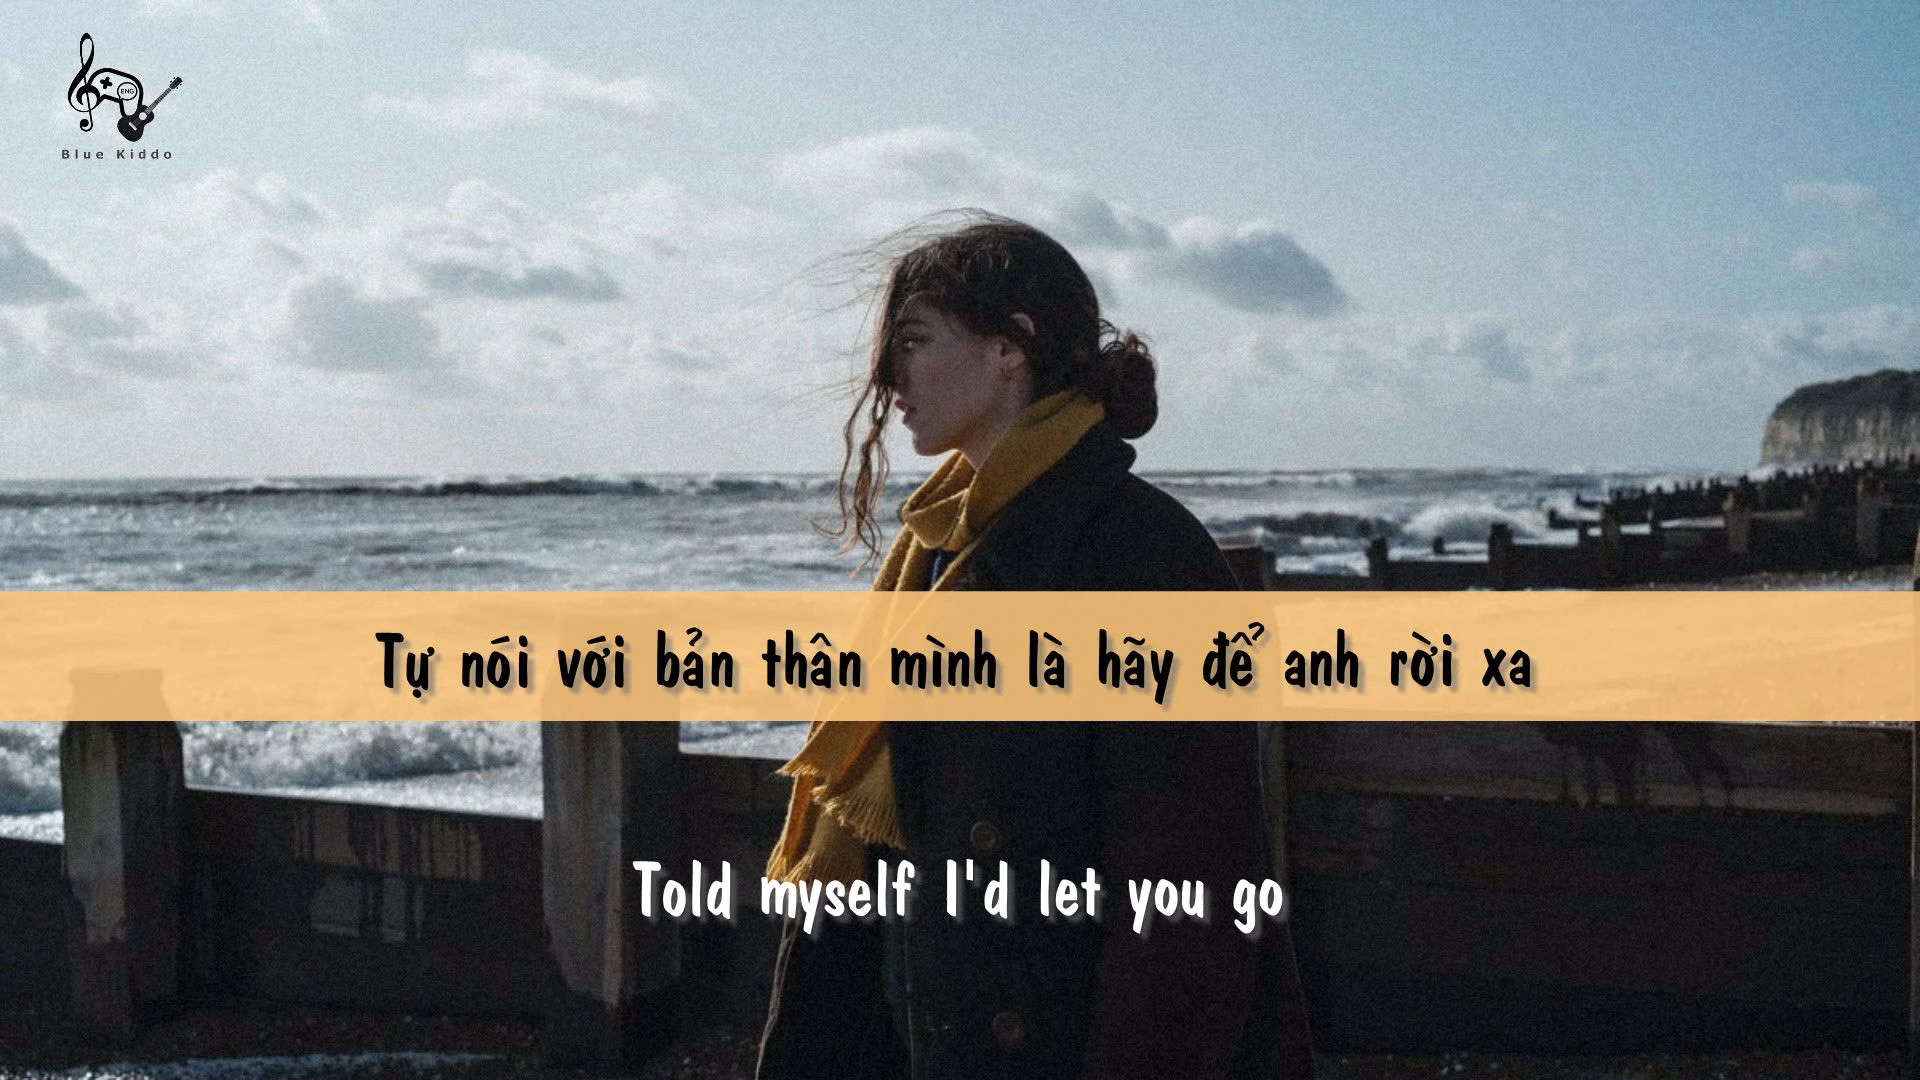 ENG
Blue Kiddo
Tự nói với bản thân mình là hãy để anh rời xa
Told myself I'd let you go